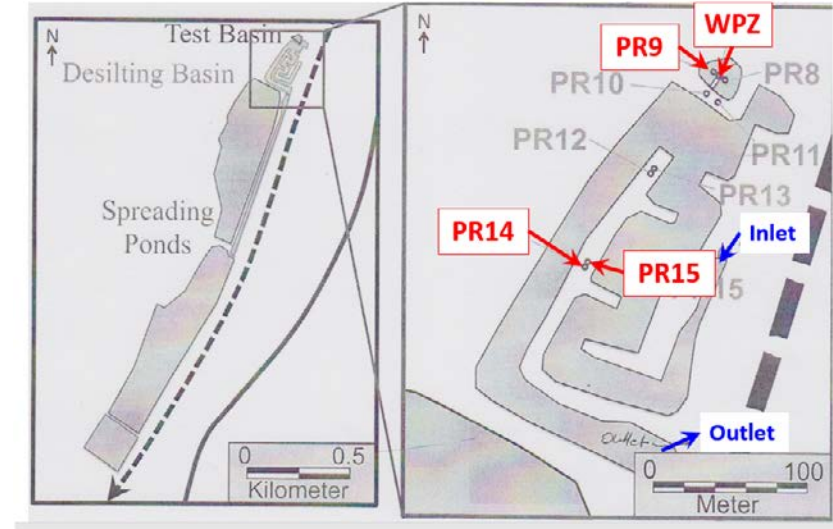 N
Test Basin
Desilting Basin
Spreading
Ponds
0 0.5
Kilometer
N
PR9
WPZ
PR8
PR10
PR11
PR12
PR13
PR14
PR15
Inlet
15
Outlet
Outlet
0 100
Meter